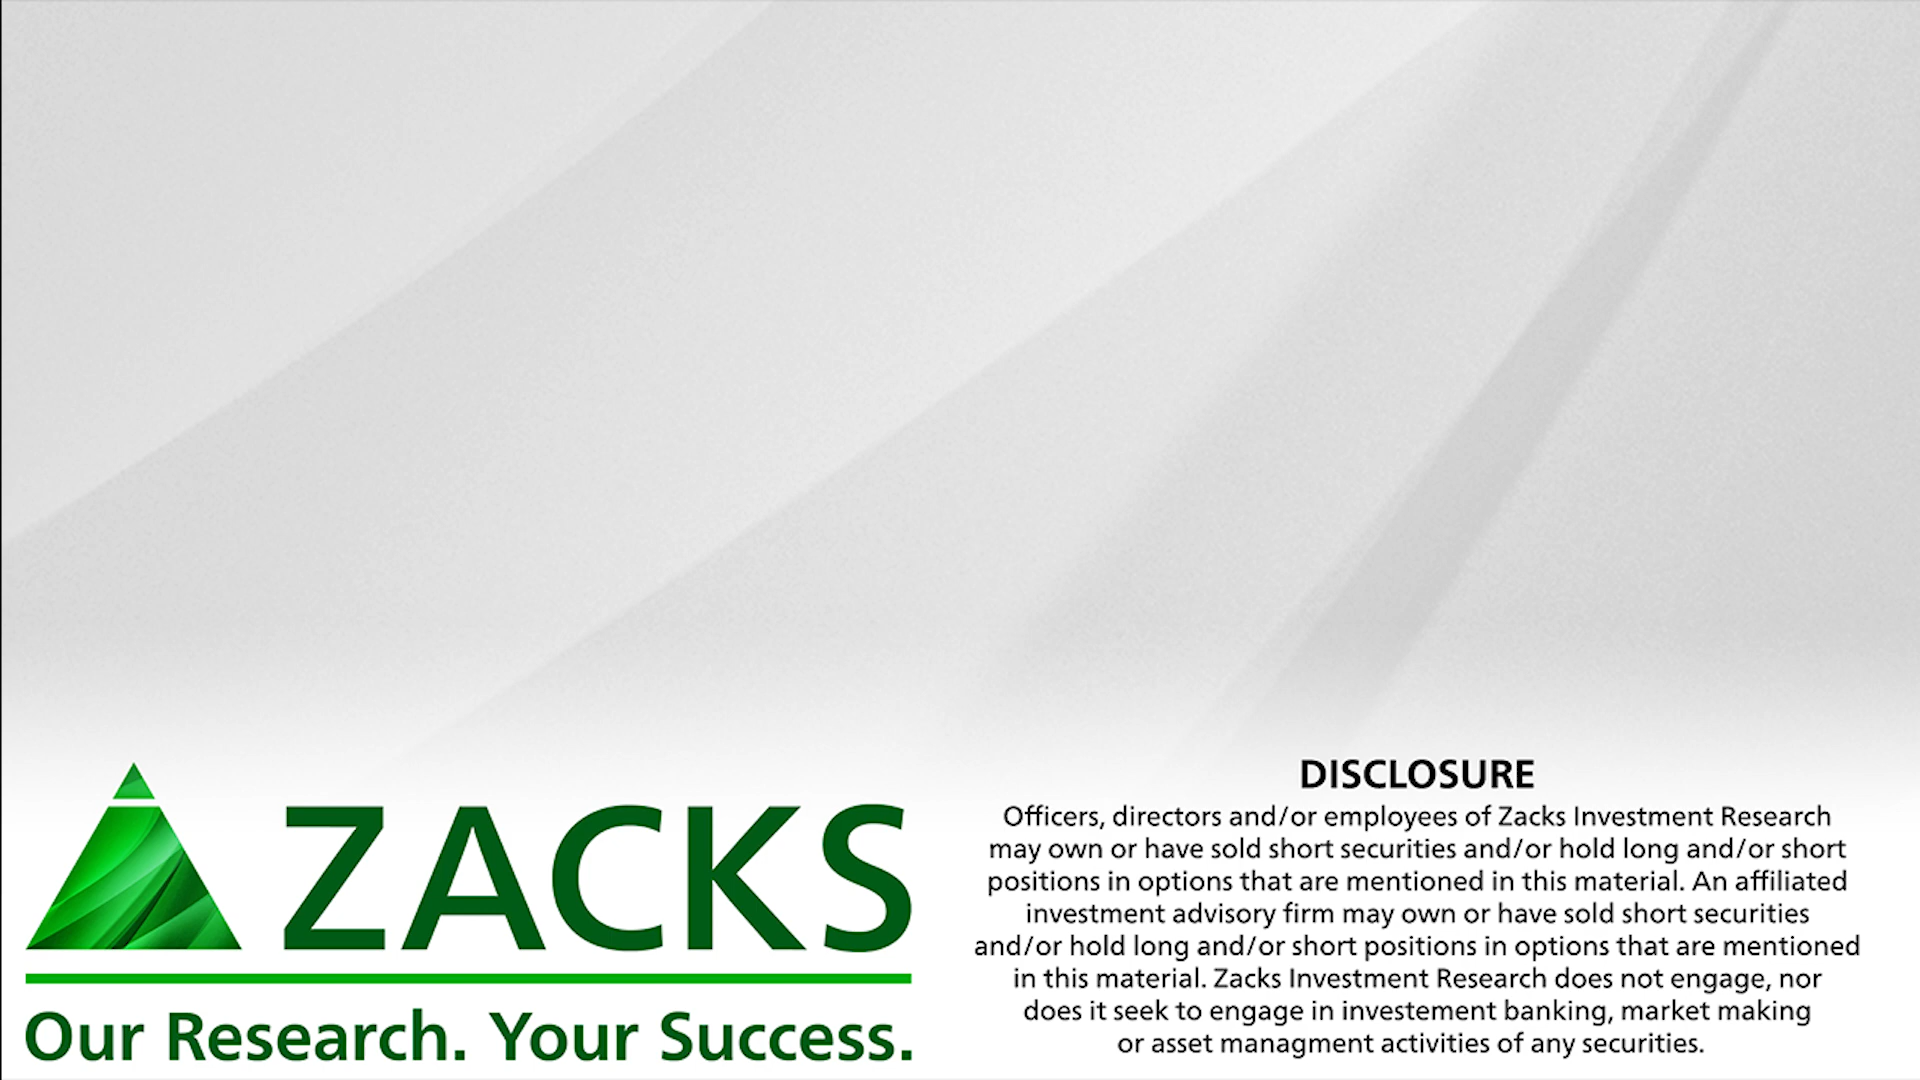 ZACKS
Our Research. Your Success.
DISCLOSURE
Officers, directors and/or employees of Zacks Investment Research
may own or have sold short securities and/or hold long and/or short
positions in options that are mentioned in this material. An affiliated
investment advisory firm may own or have sold short securities
and/or hold long and/or short positions in options that are mentioned
in this material. Zacks Investment Research does not engage, nor
does it seek to engage in investement banking, market making
or asset managment activities of any securities.